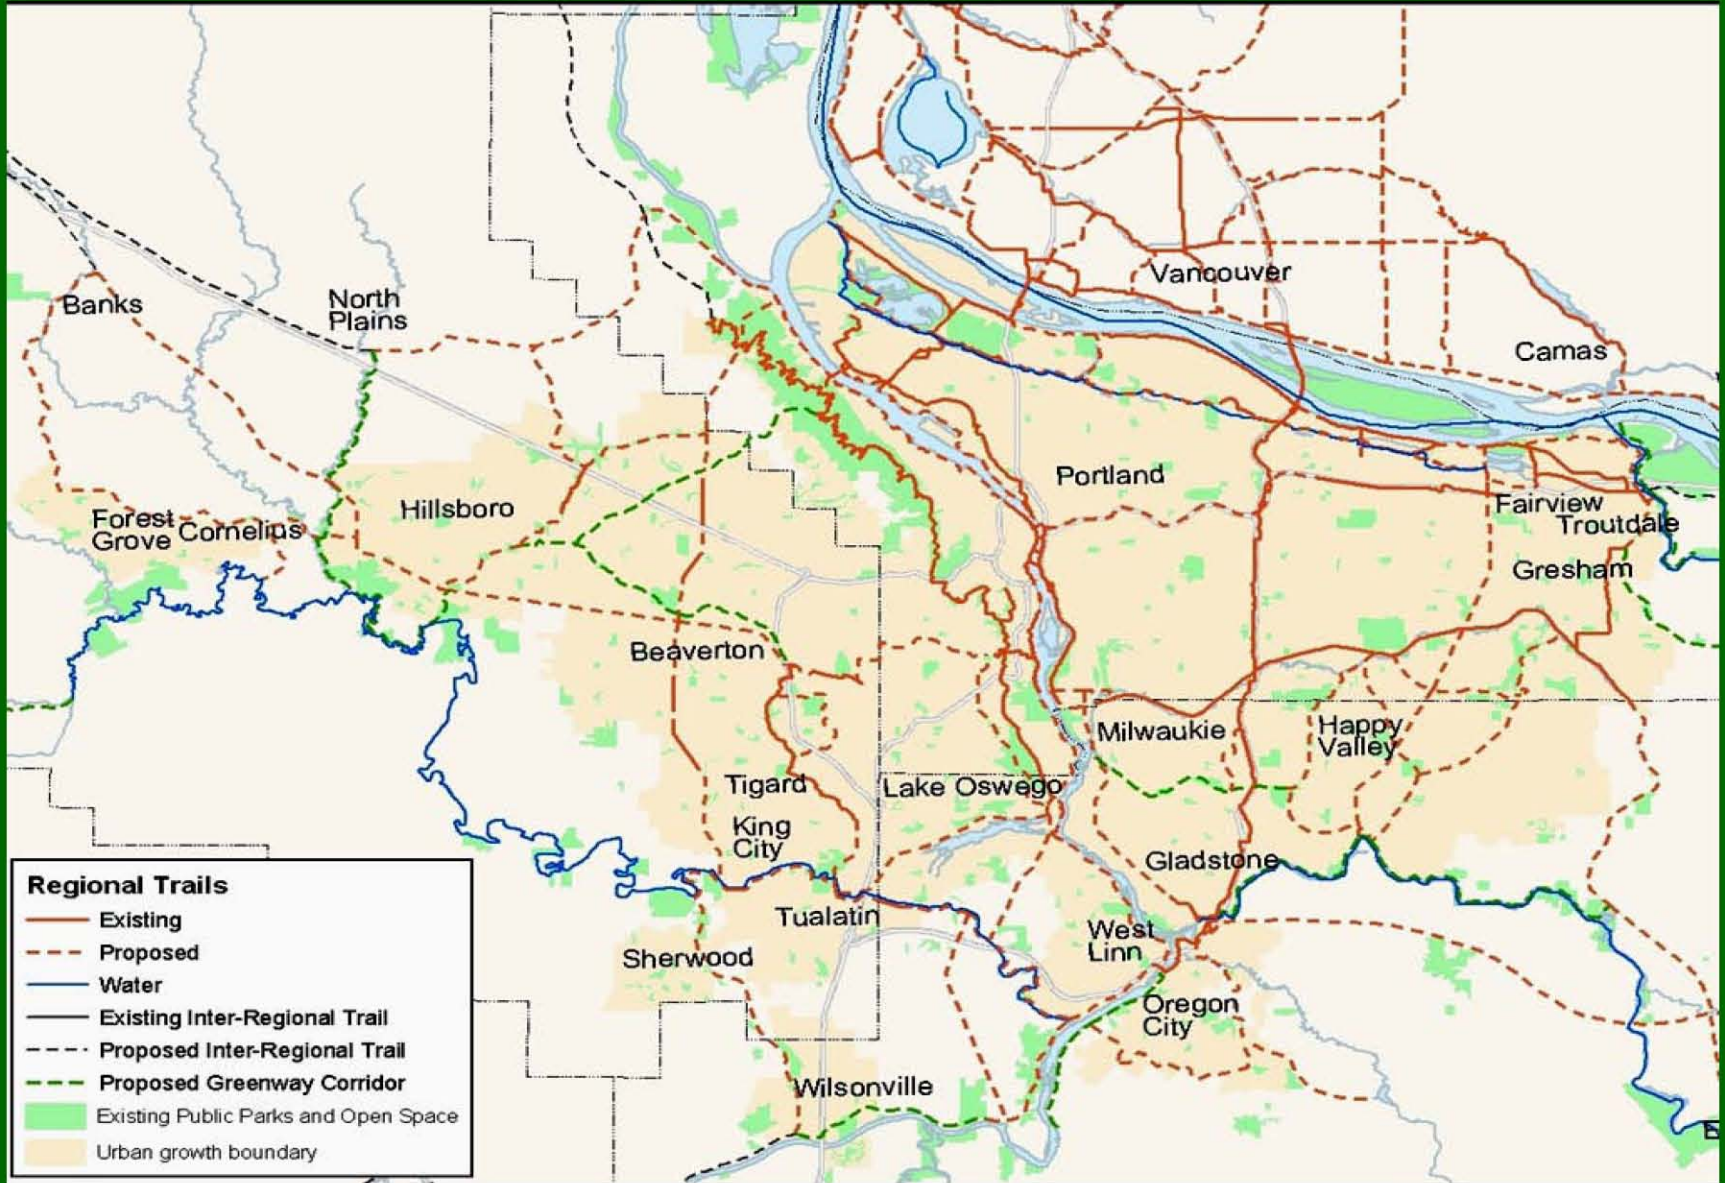 Vancouver
Banks
North
Plains
Camas
Portland
Hillsboro
Fairview
Troutdale
Forest
Grove
Cornelius
Gresham
Beaverton
Milwaukie
Happy
Valley
Tigard
Lake Oswego
King
City
Gladstone
Tualatin
West
Linn
Sherwood
Oregon
City
Wilsonville
Regional Trails
Existing
Proposed
Water
Existing Inter-Regional Trail
Proposed Inter-Regional Trail
Proposed Greenway Corridor
Existing Public Parks and Open Space
Urban growth boundary